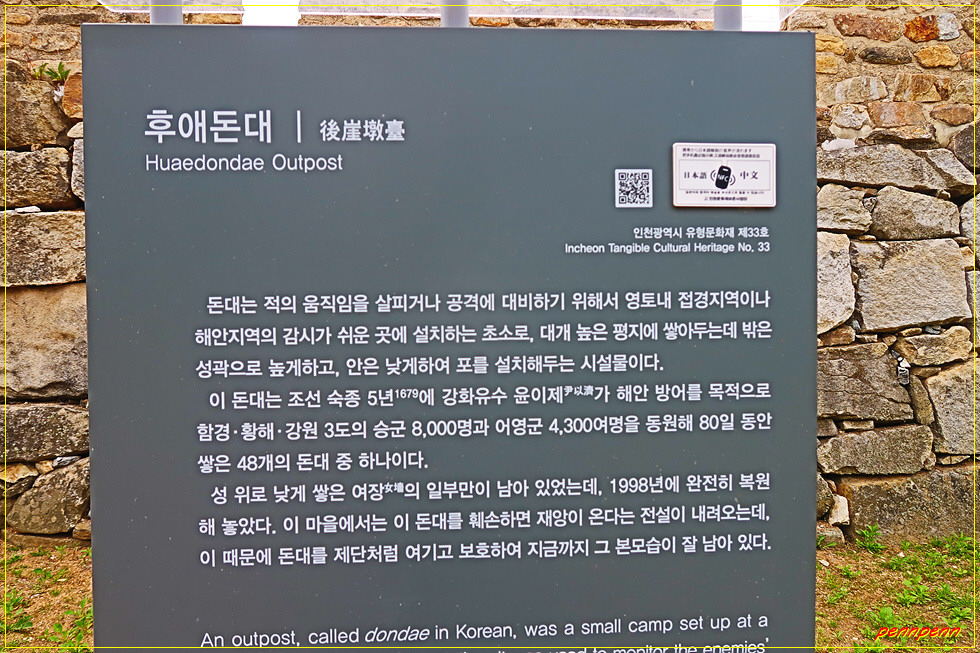 후애돈대 | 後崖墩臺
Huaedondae Outpost
日本語 NFC 中文
인천광역시 유형문화재 제33호
Incheon Tangible Cultural Heritage No. 33
돈대는 적의 움직임을 살피거나 공격에 대비하기 위해서 영토내 접경지역이나
해안지역의 감시가 쉬운 곳에 설치하는 초소로, 대개 높은 평지에 쌓아두는데 밖은
성곽으로 높게하고, 안은 낮게하여 포를 설치해두는 시설물이다.
이 돈대는 조선 숙종 5년1679에 강화유수 윤이제尹以濟가 해안 방어를 목적으로
함경·황해·강원 3도의 승군 8,000명과 어영군 4,300여명을 동원해 80일 동안
쌓은 48개의 돈대 중 하나이다.
성 위로 낮게 쌓은 여장女墻의 일부만이 남아 있었는데, 1998년에 완전히 복원
해 놓았다. 이 마을에서는 이 돈대를 훼손하면 재앙이 온다는 전설이 내려오는데,
이 때문에 돈대를 제단처럼 여기고 보호하여 지금까지 그 본모습이 잘 남아 있다.
An outpost, called dondae in Korean, was a small camp set up at a
used to monitor the enemies'
pennpenn